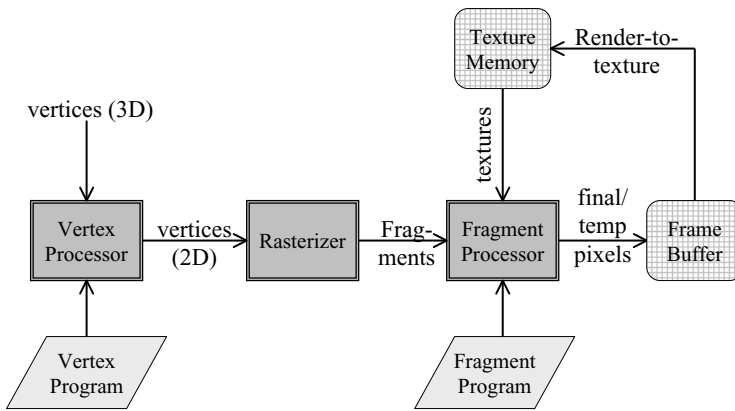 Texture
Memory
Render-to-
texture
vertices (3D)
textures
Vertex
Processor
vertices
(2D)
Rasterizer
Frag-
ments
Fragment
Processor
final/
temp
pixels
Frame
Buffer
Vertex
Program
Fragment
Program